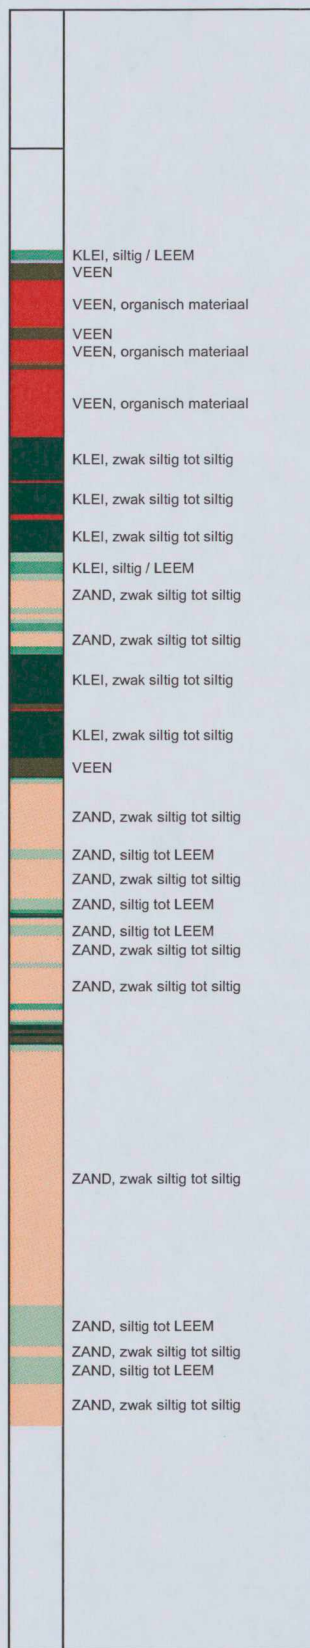 KLEI, siltig / LEEM
VEEN
VEEN, organisch materiaal
VEEN
VEEN, organisch materiaal
VEEN, organisch materiaal
KLEI, zwak siltig tot siltig
KLEI, zwak siltig tot siltig
KLEI, zwak siltig tot siltig
KLEI, siltig / LEEM
ZAND, zwak siltig tot siltig
ZAND, zwak siltig tot siltig
KLEI, zwak siltig tot siltig
KLEI, zwak siltig tot siltig
VEEN
ZAND, zwak siltig tot siltig
ZAND, siltig tot LEEM
ZAND, zwak siltig tot siltig
ZAND, siltig tot LEEM
ZAND, siltig tot LEEM
ZAND, zwak siltig tot siltig
ZAND, zwak siltig tot siltig
ZAND, zwak siltig tot siltig
ZAND, siltig tot LEEM
ZAND, zwak siltig tot siltig
ZAND, siltig tot LEEM
ZAND, zwak siltig tot siltig